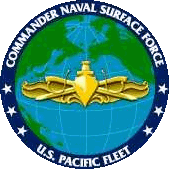 COMMANDER NAVAL SURFACE FORCE
U.S. PACIFIC FLEET